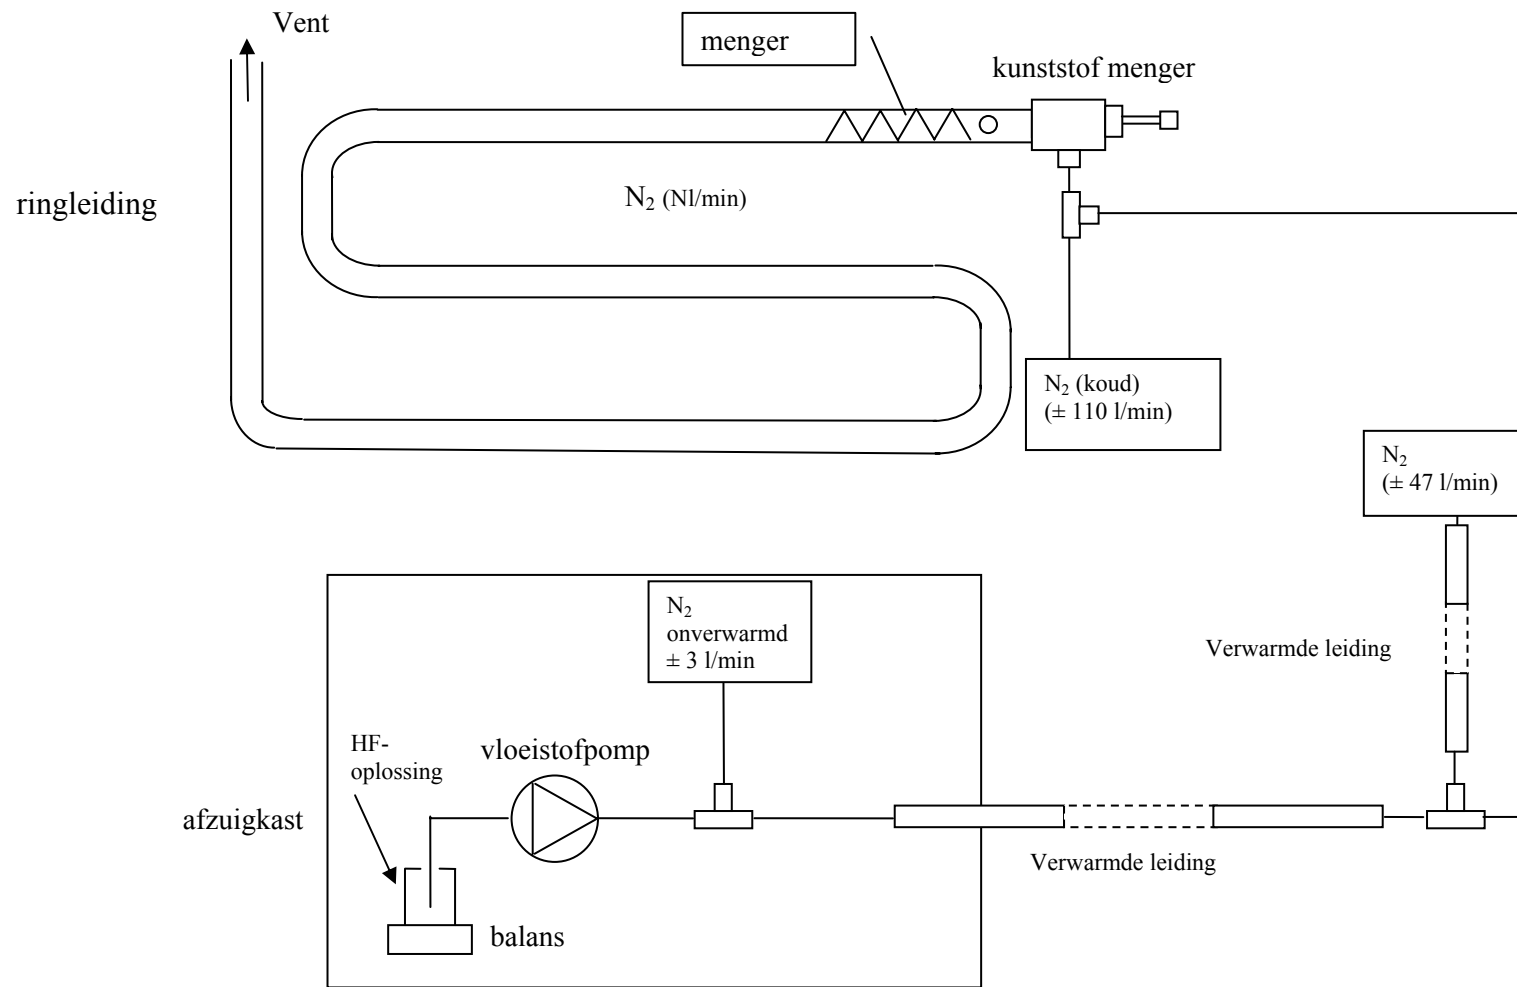 Vent
menger
kunststof menger
ringleiding
N₂ (Nl/min)
N₂ (koud)
(± 110 l/min)
N₂
(± 47 l/min)
N₂
onverwarmd
± 3 l/min
Verwarmde leiding
HF-
oplossing
vloeistofpomp
afzuigkast
Verwarmde leiding
balans